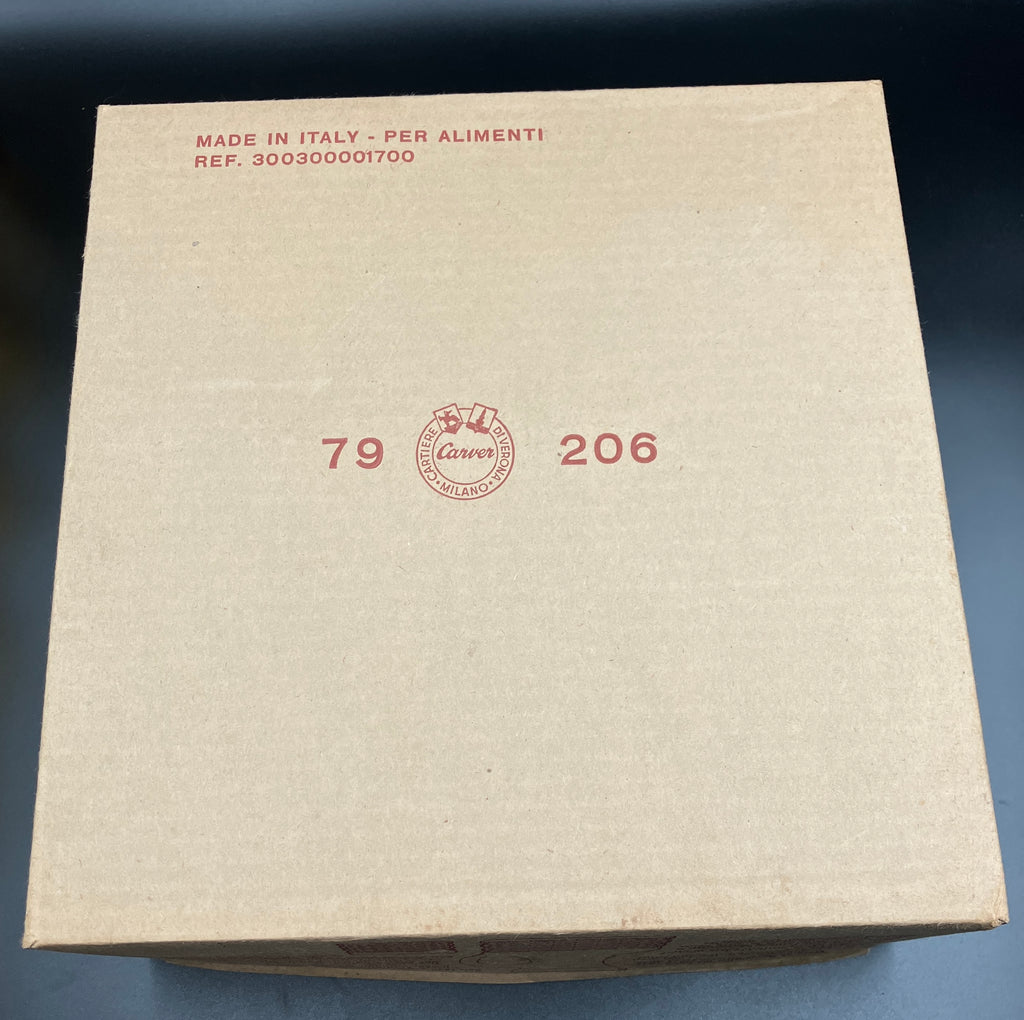 MADE IN ITALY - PER ALIMENTI
REF. 300300001700
79
CARTIERE DI VERONA
Carver
• MILANO •
206